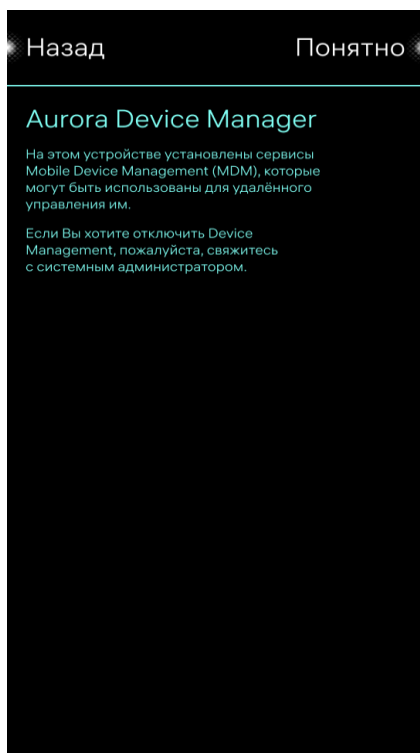 Назад
Понятно
Aurora Device Manager
На этом устройстве установлены сервисы
Mobile Device Management (MDM), которые
могут быть использованы для удалённого
управления им.
Если Вы хотите отключить Device
Management, пожалуйста, свяжитесь
с системным администратором.